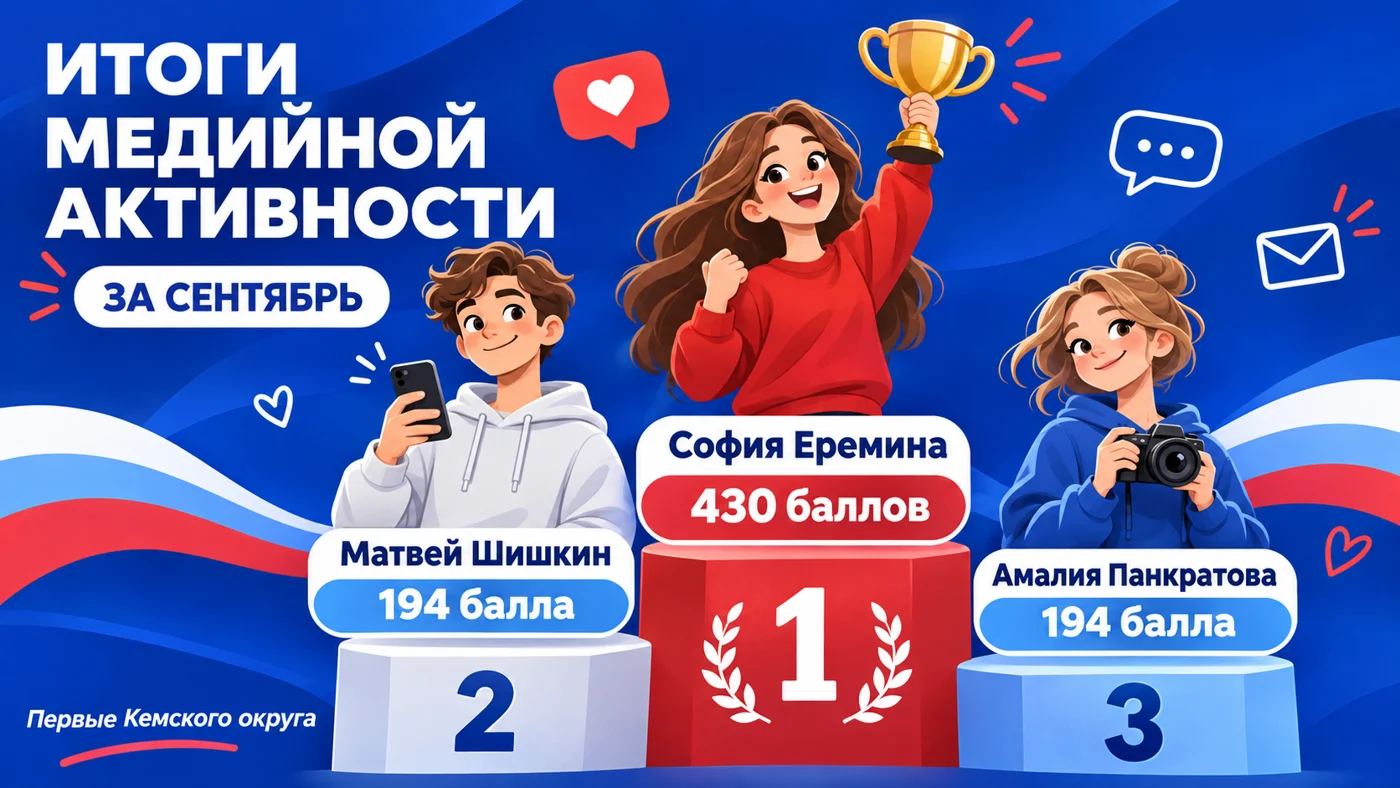 ИТОГИ
МЕДИЙНОЙ
АКТИВНОСТИ
ЗА СЕНТЯБРЬ
София Еремина
430 баллов
1
Матвей Шишкин
194 балла
2
Амалия Панкратова
194 балла
3
Первые Кемского округа